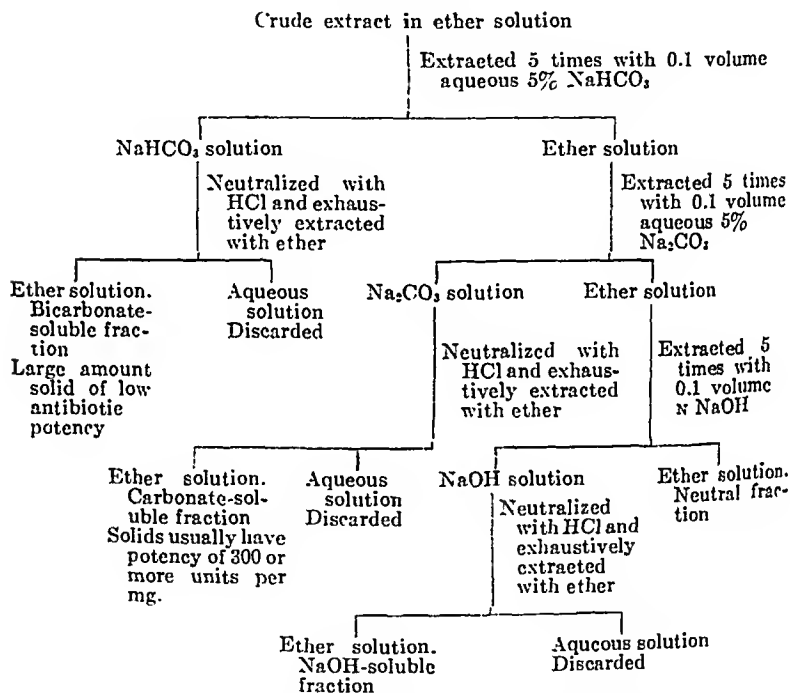 Crude extract in ether solution
Extracted 5 times with 0.1 volume
aqueous 5% NaHCO₃
NaHCO₃ solution
Ether solution
Neutralized with
HCl and exhaus-
tively extracted
with ether
Extracted 5 times
with 0.1 volume
aqueous 5%
Na₂CO₃
Ether solution.
Bicarbonate-
soluble frac-
tion
Large amount
solid of low
antibiotic
potency
Aqueous
solution
Discarded
Na₂CO₃ solution
Ether solution
Neutralized with
HCl and exhaus-
tively extracted
with ether
Extracted 5
times with
0.1 volume
N NaOH
Ether solution.
Carbonate-sol-
uble fraction
Solids usually have
potency of 300 or
more units per
mg.
Aqueous
solution
Discarded
NaOH solution
Ether solution.
Neutral frac-
tion
Neutralized
with HCl and
exhaustively
extracted
with ether
Ether solution.
NaOH-soluble
fraction
Aqueous solution
Discarded